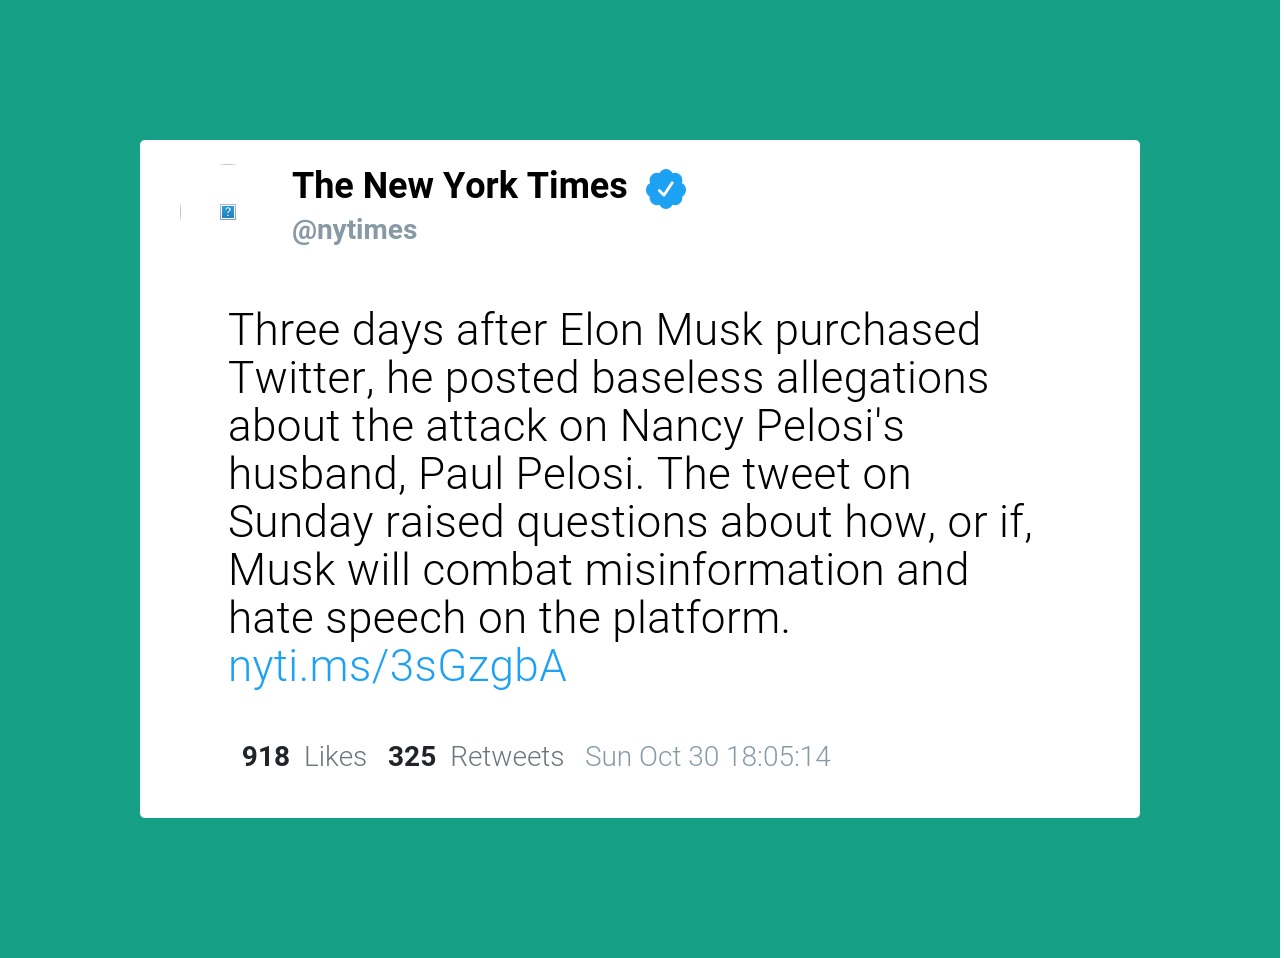 The New York Times
@nytimes
Three days after Elon Musk purchased
Twitter, he posted baseless allegations
about the attack on Nancy Pelosi's
husband, Paul Pelosi. The tweet on
Sunday raised questions about how, or if,
Musk will combat misinformation and
hate speech on the platform.
nyti.ms/3sGzgbA
918 Likes 325 Retweets Sun Oct 30 18:05:14